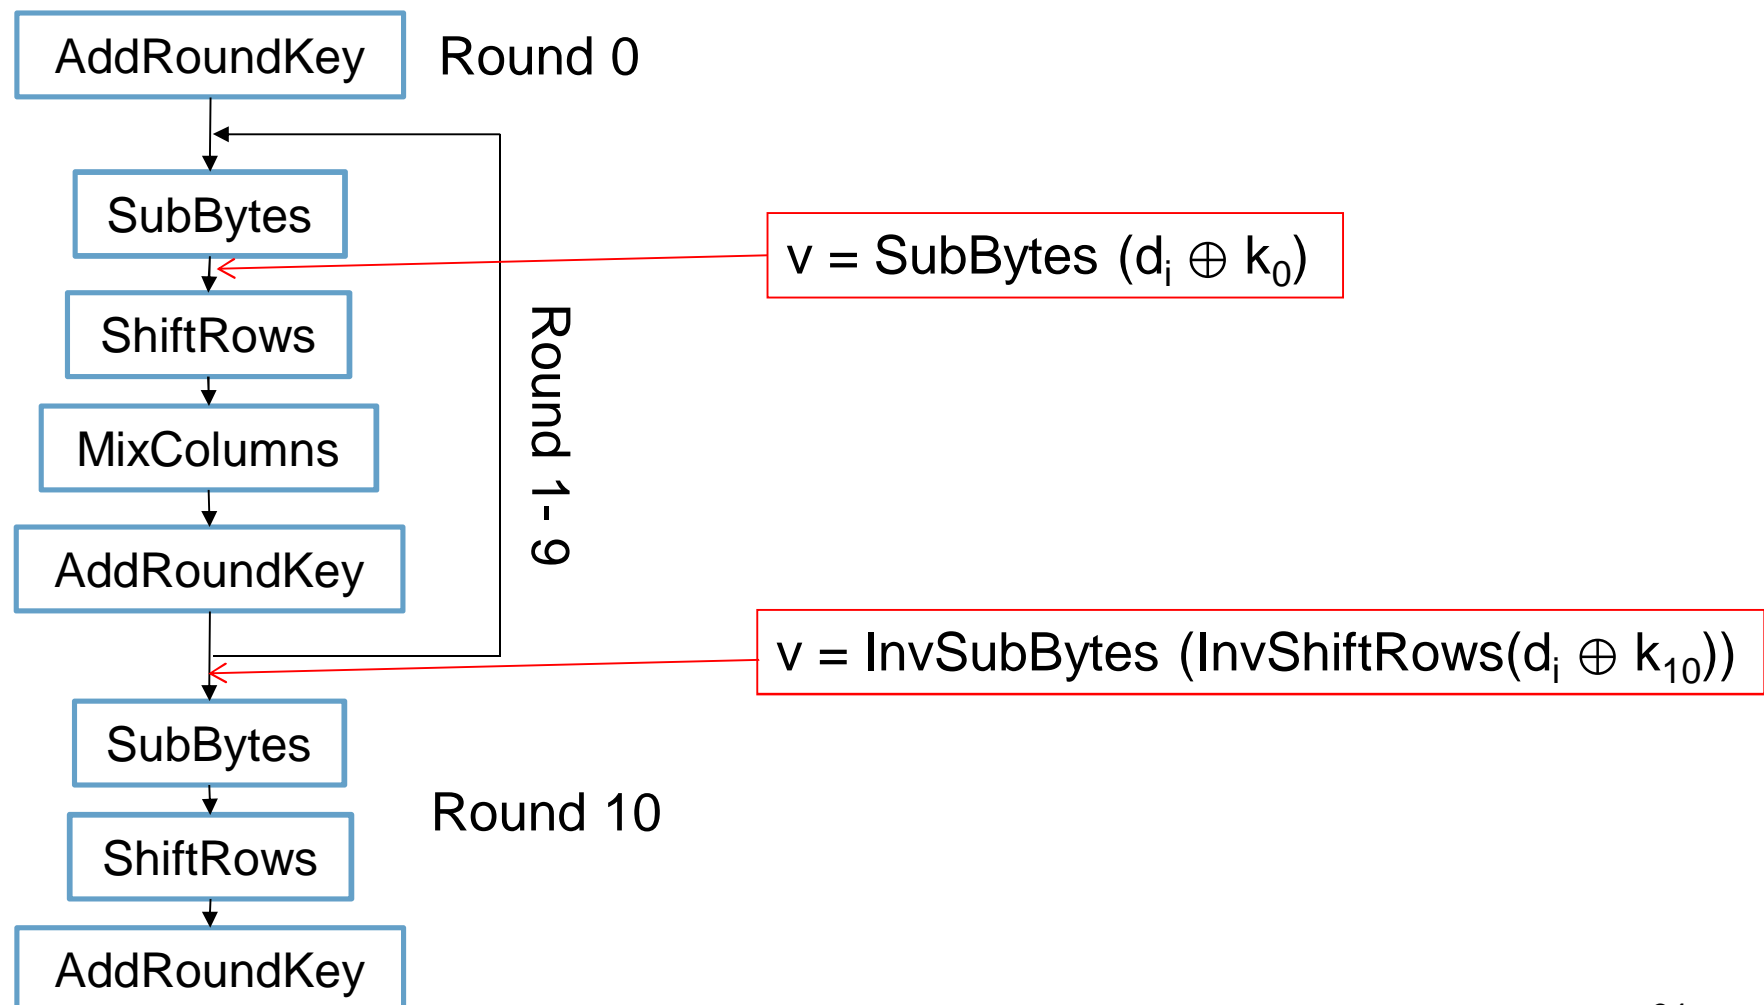 AddRoundKey
Round 0
SubBytes
v = SubBytes (dᵢ ⊕ k₀)
ShiftRows
Round 1- 9
MixColumns
AddRoundKey
v = InvSubBytes (InvShiftRows(dᵢ ⊕ k₁₀))
SubBytes
Round 10
ShiftRows
AddRoundKey